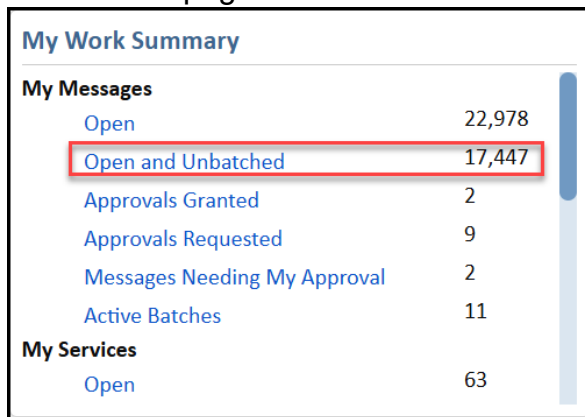 My Work Summary
My Messages
Open 22,978
Open and Unbatched 17,447
Approvals Granted 2
Approvals Requested 9
Messages Needing My Approval 2
Active Batches 11
My Services
Open 63